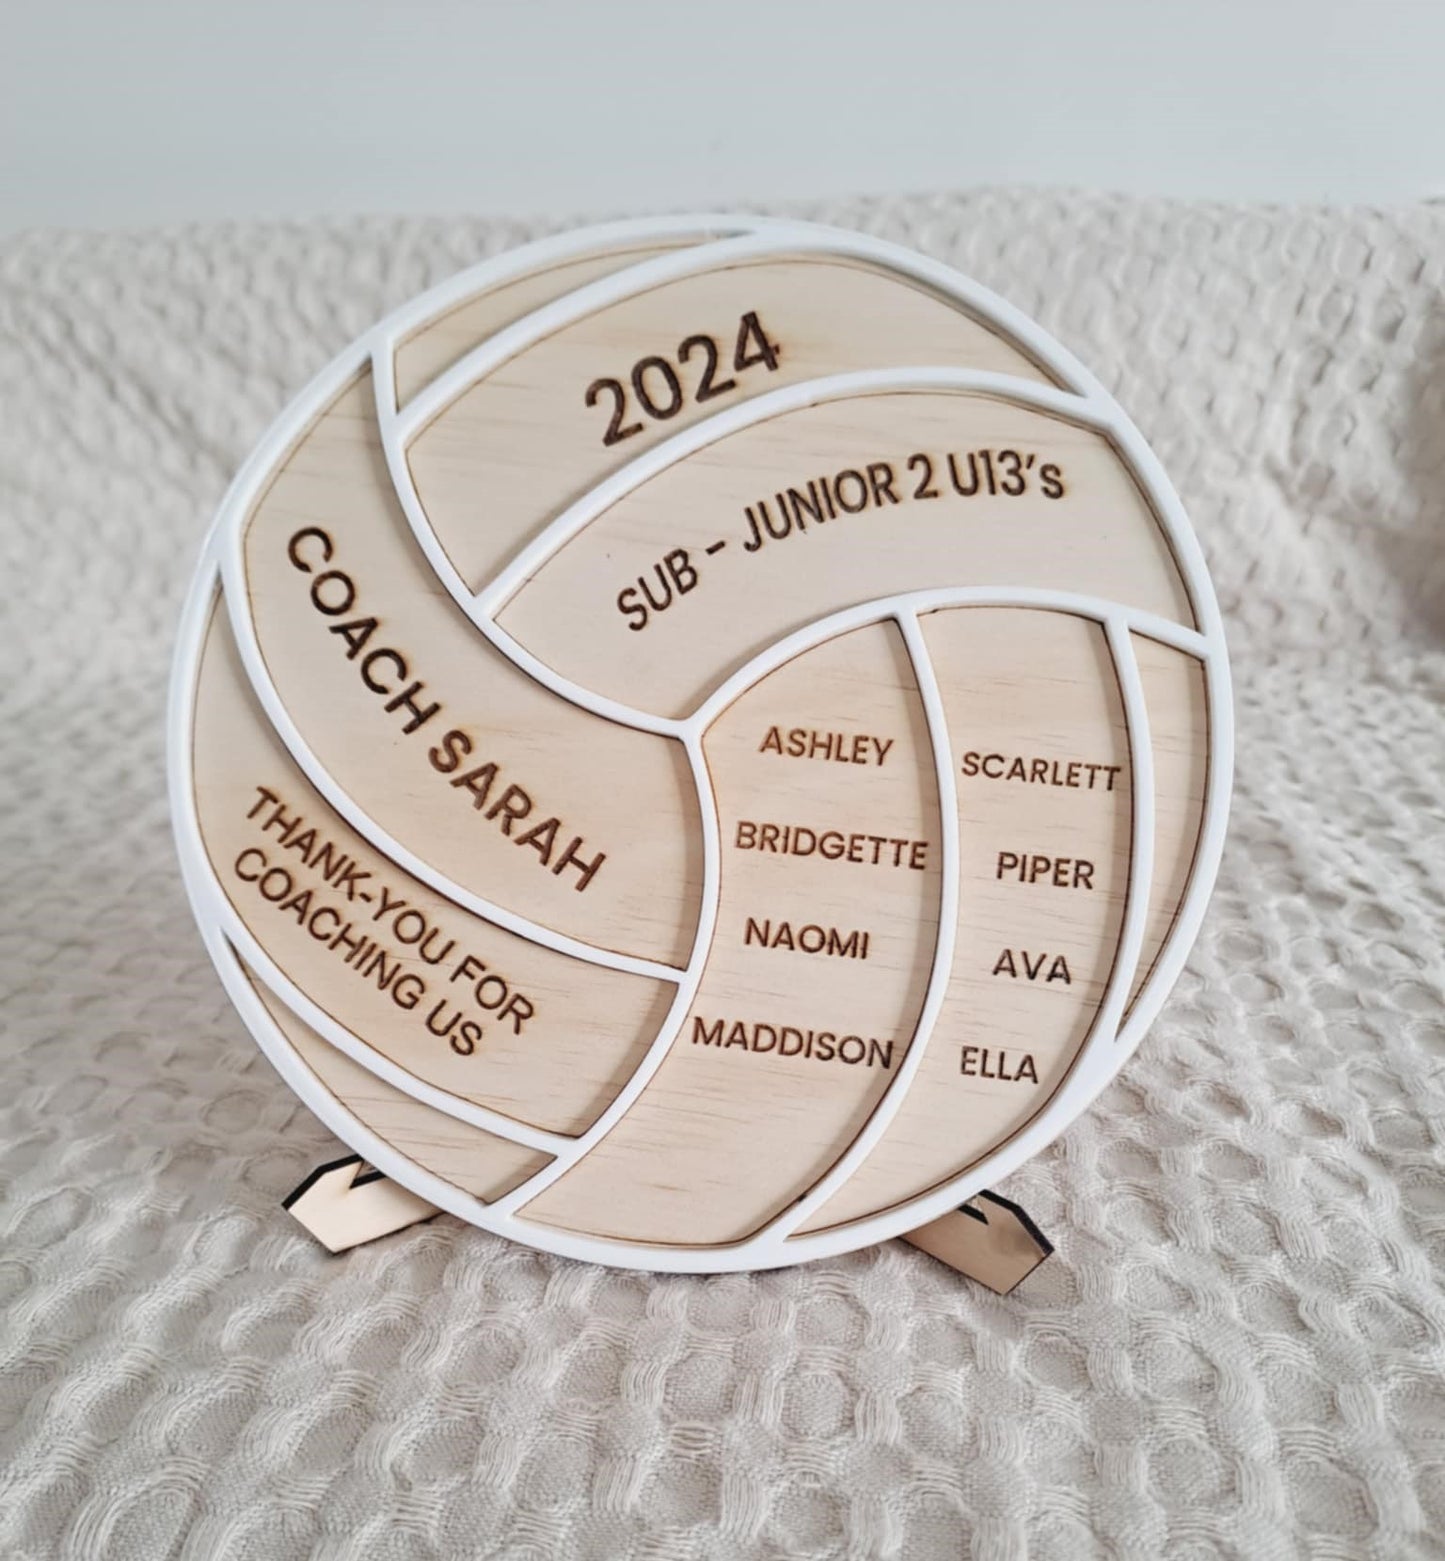 2024
SUB - JUNIOR 2 U13's
COACH SARAH
THANK-YOU FOR
COACHING US
ASHLEY
BRIDGETTE
NAOMI
MADDISON
SCARLETT
PIPER
AVA
ELLA